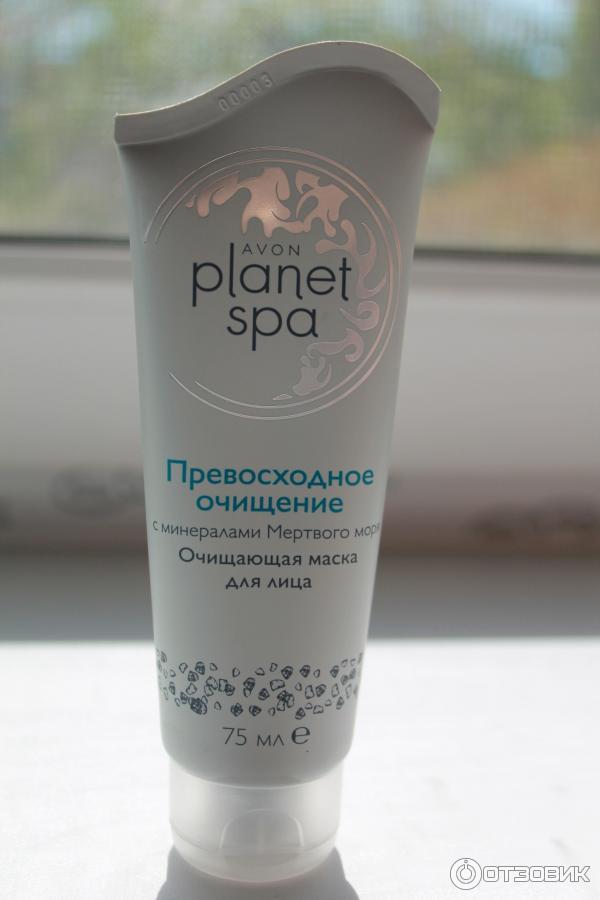 00003
AVON
planet
spa
Превосходное
очищение
с минералами Мертвого моря
Очищающая маска
для лица
75 мл e
ОТЗОВИК